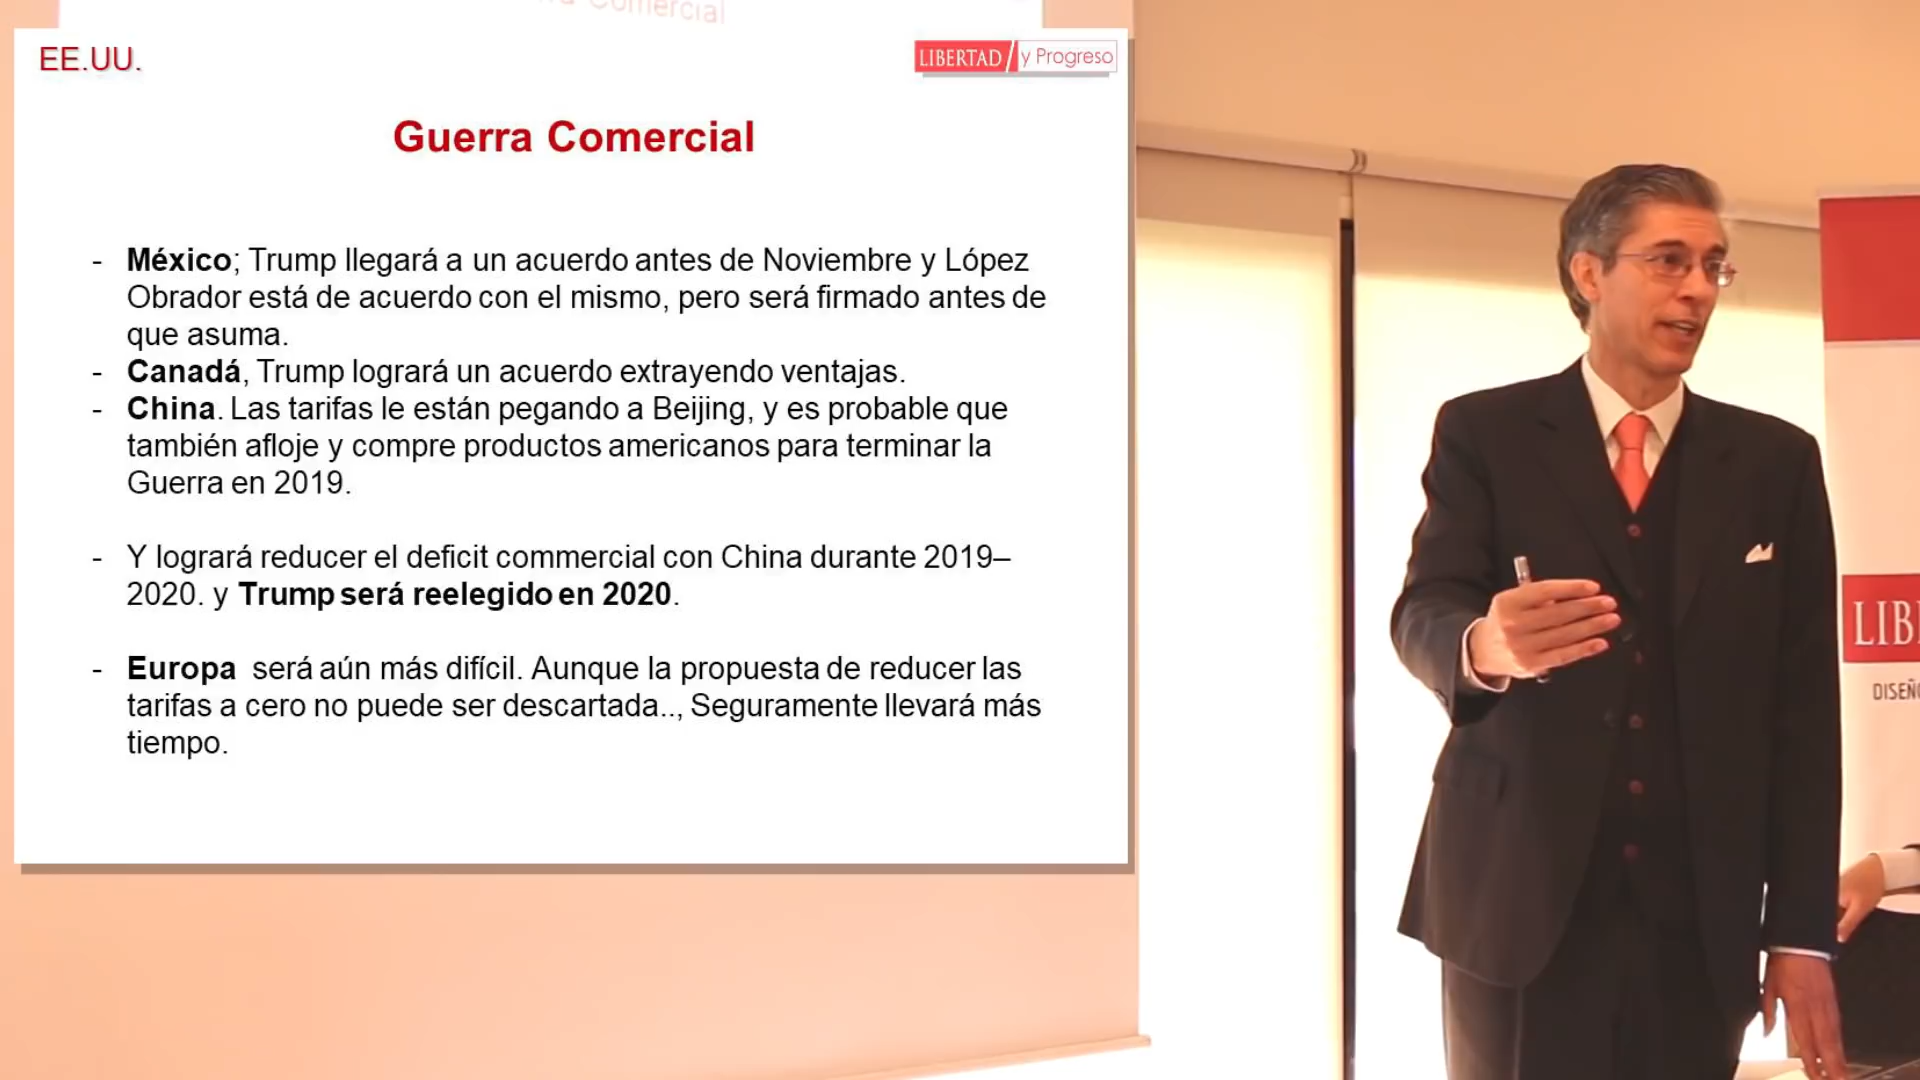 Guerra Comercial
EE.UU.
LIBERTAD y Progreso
Guerra Comercial
- México; Trump llegará a un acuerdo antes de Noviembre y López
Obrador está de acuerdo con el mismo, pero será firmado antes de
que asuma.
- Canadá, Trump logrará un acuerdo extrayendo ventajas.
- China. Las tarifas le están pegando a Beijing, y es probable que
también afloje y compre productos americanos para terminar la
Guerra en 2019.
- Y logrará reducer el deficit commercial con China durante 2019–
2020. y Trump será reelegido en 2020.
- Europa será aún más difícil. Aunque la propuesta de reducer las
tarifas a cero no puede ser descartada.., Seguramente llevará más
tiempo.
LIB
DISEÑ